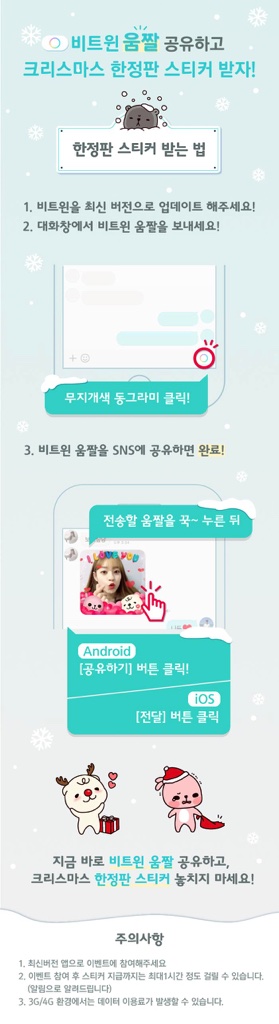 비트윈 움짤 공유하고
크리스마스 한정판 스티커 받자!
한정판 스티커 받는 법
1. 비트윈을 최신 버전으로 업데이트 해주세요!
2. 대화창에서 비트윈 움짤을 보내세요!
무지개색 동그라미 클릭!
3. 비트윈 움짤을 SNS에 공유하면 완료!
전송할 움짤을 꾹~ 누른 뒤
I LOVE YOU
Android
[공유하기] 버튼 클릭!
iOS
[전달] 버튼 클릭
지금 바로 비트윈 움짤 공유하고,
크리스마스 한정판 스티커 놓치지 마세요!
주의사항
1. 최신버전 앱으로 이벤트에 참여해주세요
2. 이벤트 참여 후 스티커 지급까지는 최대1시간 정도 걸릴 수 있습니다.
(알림으로 알려드립니다)
3. 3G/4G 환경에서는 데이터 이용료가 발생할 수 있습니다.